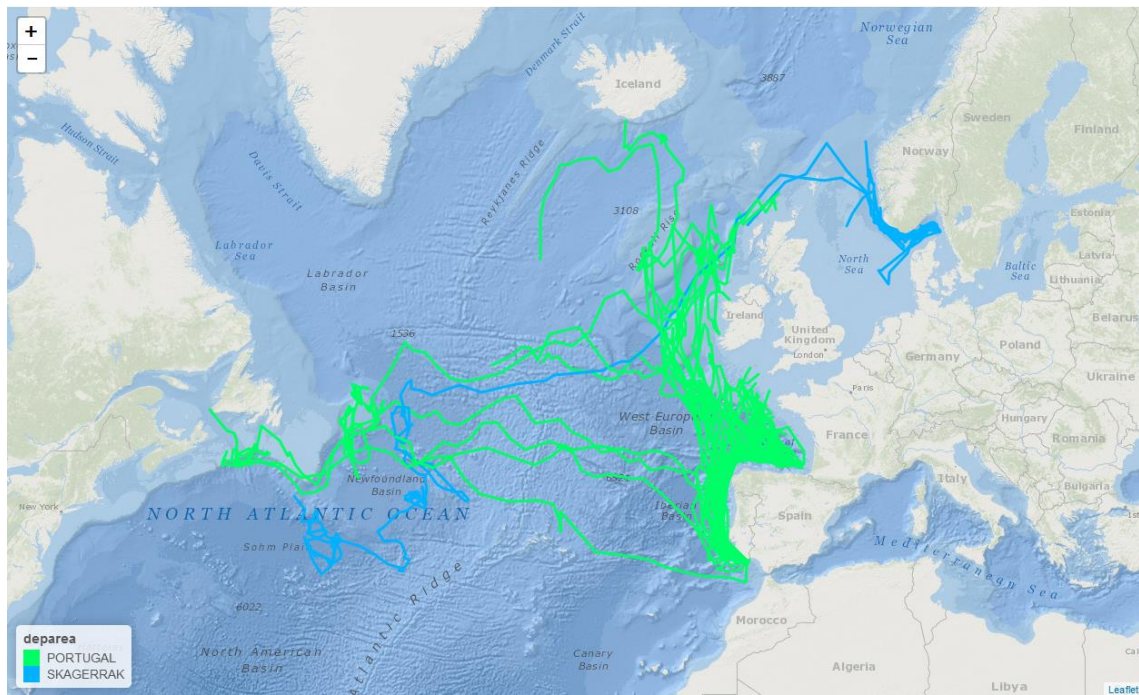 +
−
Denmark Strait
Norwegian
Sea
Iceland
3887
Sweden
Finland
Norway
Hudson Strait
Davis Strait
Reykjanes Ridge
3108
Estonia
Labrador
Sea
North
Sea
Baltic
Sea
Latvia
Lithuania
Labrador
Basin
Ireland
United
Kingdom
London
Belarus
1536
Poland
Germany
Ukraine
Paris
West European
Basin
France
Hungary
Romania
Newfoundland
Basin
Italy
Bulgaria
New York
NORTH ATLANTIC OCEAN
Basin
Spain
Sohm Plai
Mediterranean Sea
Atlantic Ridge
6022
Morocco
North American
Basin
Canary
Basin
Algeria
Libya
deparea
PORTUGAL
SKAGERRAK
Leaflet